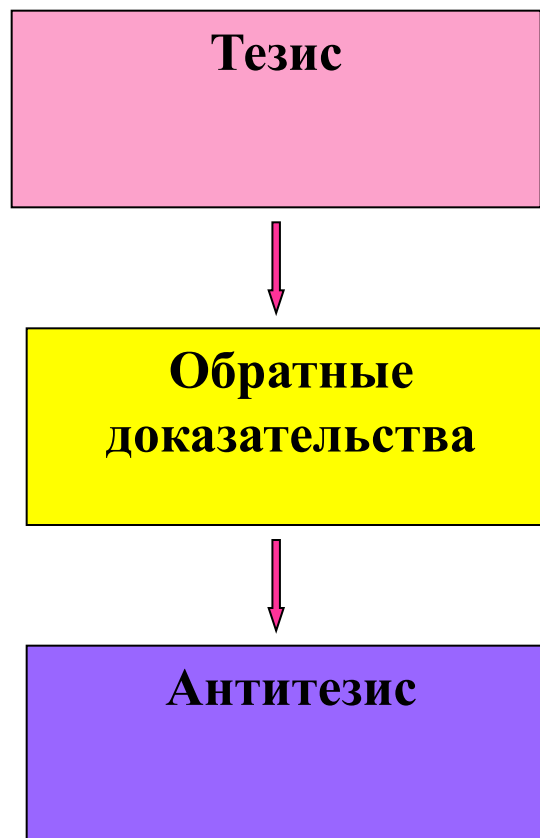 Тезис
Обратные
доказательства
Антитезис